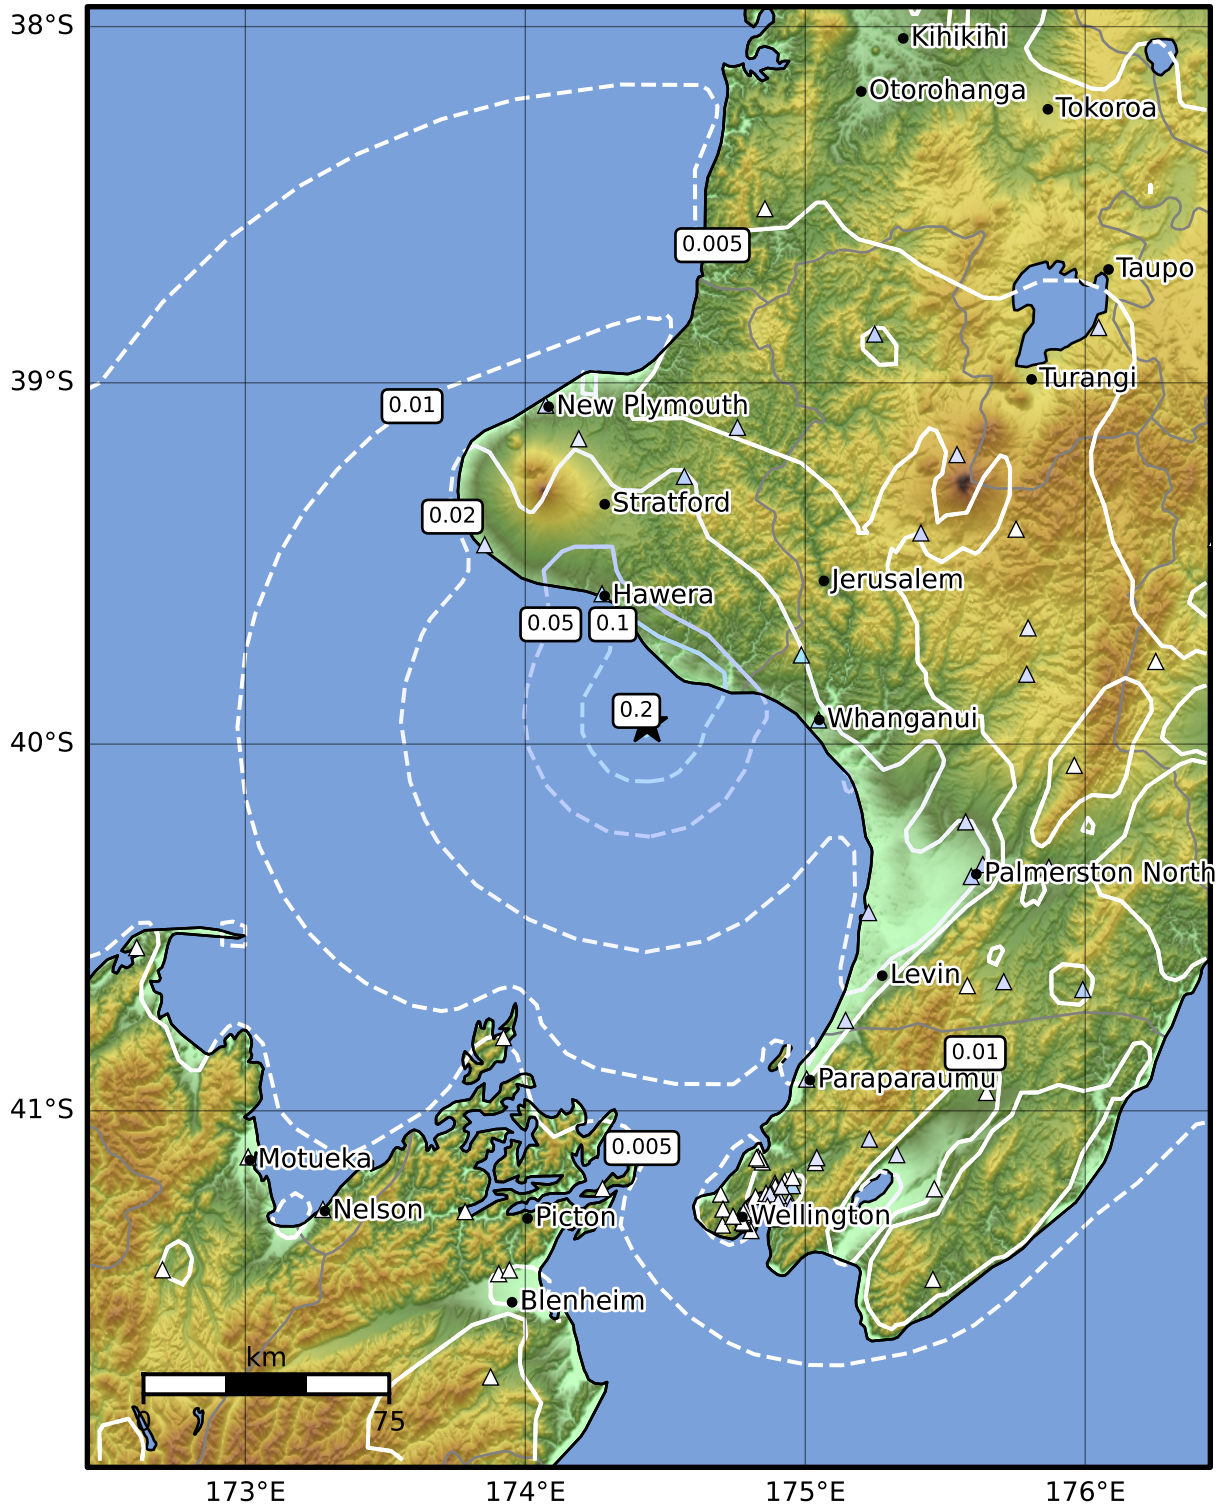 38°S
Kihikihi
Otorohanga
Tokoroa
0.005
Taupo
39°S
Turangi
0.01
New Plymouth
Stratford
0.02
Jerusalem
Hawera
0.05
0.1
0.2
Whanganui
40°S
Palmerston North
Levin
0.01
Paraparaumu
41°S
0.005
Motueka
Nelson
Picton
Wellington
Blenheim
km
0
75
173°E
174°E
175°E
176°E